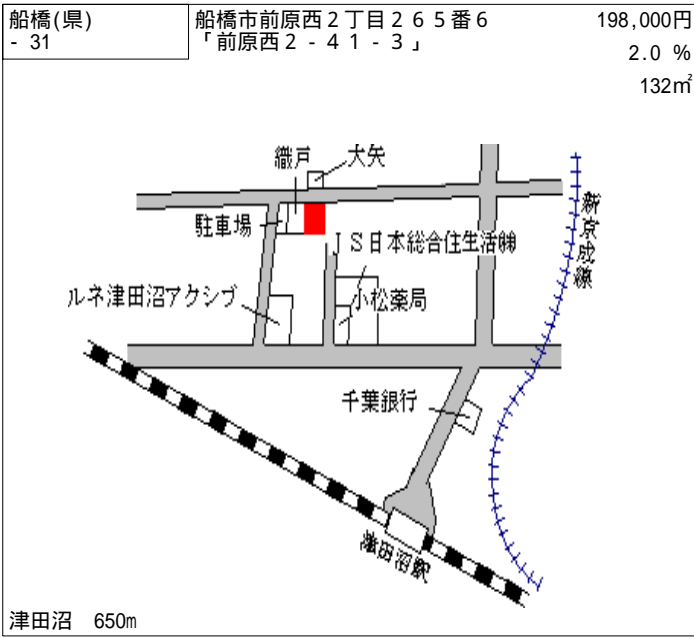 船橋(県)
- 31
船橋市前原西２丁目２６５番６
「前原西２ - ４１ - ３」
198,000円
2.0 %
132㎡
織戸
大矢
駐車場
ＪＳ日本総合住生活㈱
新京成線
ルネ津田沼アクシブ
小松薬局
千葉銀行
津田沼駅
津田沼 650m